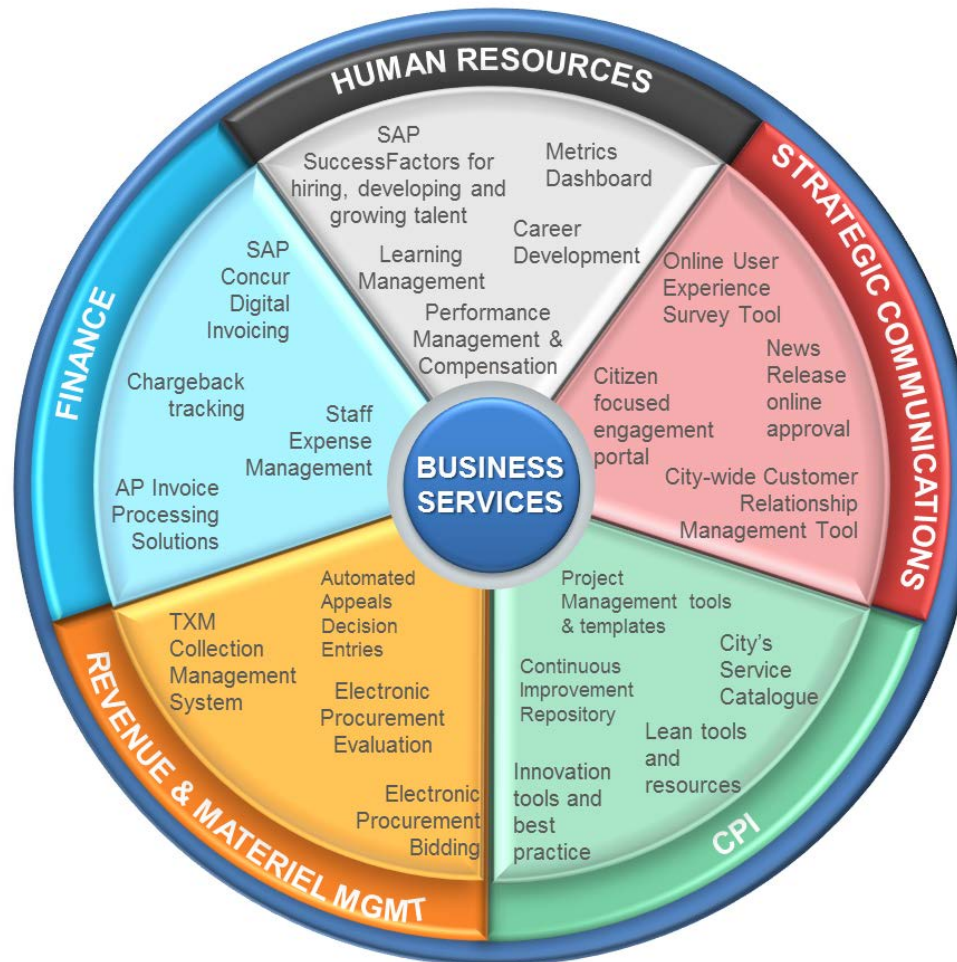 HUMAN RESOURCES
SAP
SuccessFactors for
hiring, developing and
growing talent
Metrics
Dashboard
Career
Development
Learning
Management
Performance
Management &
Compensation
STRATEGIC COMMUNICATIONS
Online User
Experience
Survey Tool
News
Release
online
approval
Citizen
focused
engagement
portal
City-wide Customer
Relationship
Management Tool
FINANCE
SAP
Concur
Digital
Invoicing
Chargeback
tracking
Staff
Expense
Management
AP Invoice
Processing
Solutions
BUSINESS
SERVICES
REVENUE & MATERIEL MGMT
TXM
Collection
Management
System
Automated
Appeals
Decision
Entries
Electronic
Procurement
Evaluation
Electronic
Procurement
Bidding
CPI
Project
Management tools
& templates
City's
Service
Catalogue
Continuous
Improvement
Repository
Lean tools
and
resources
Innovation
tools and
best
practice